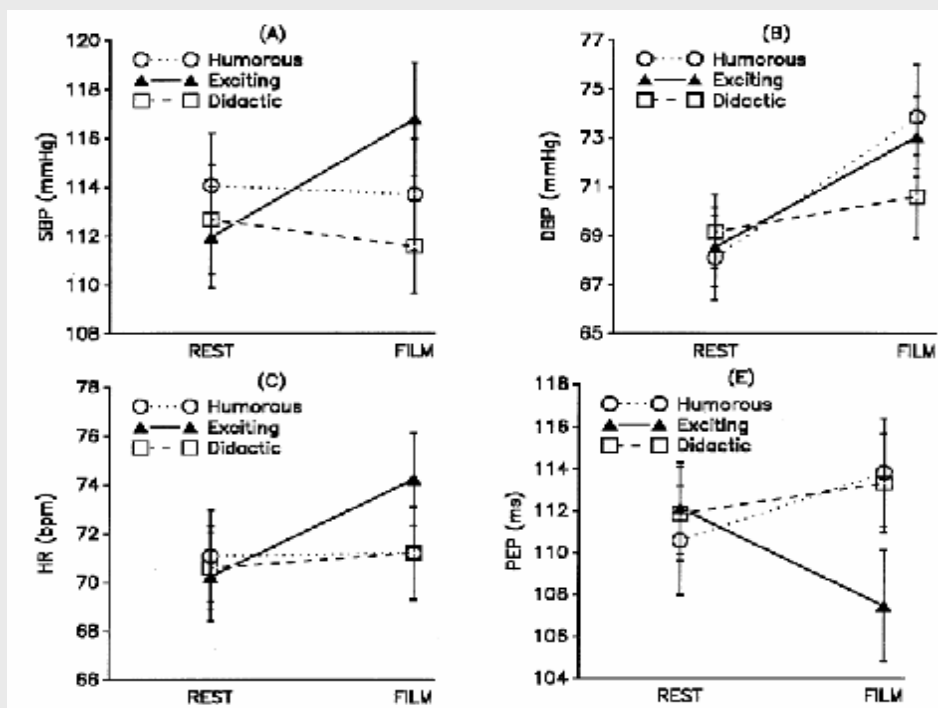 (A)
120
118
116
114
112
110
108
SBP (mmHg)
Humorous
Exciting
Didactic
REST FILM
(B)
77
75
73
71
69
67
65
DBP (mmHg)
Humorous
Exciting
Didactic
REST FILM
(C)
78
76
74
72
70
68
66
HR (bpm)
Humorous
Exciting
Didactic
REST FILM
(E)
118
116
114
112
110
108
106
104
PEP (ms)
Humorous
Exciting
Didactic
REST FILM